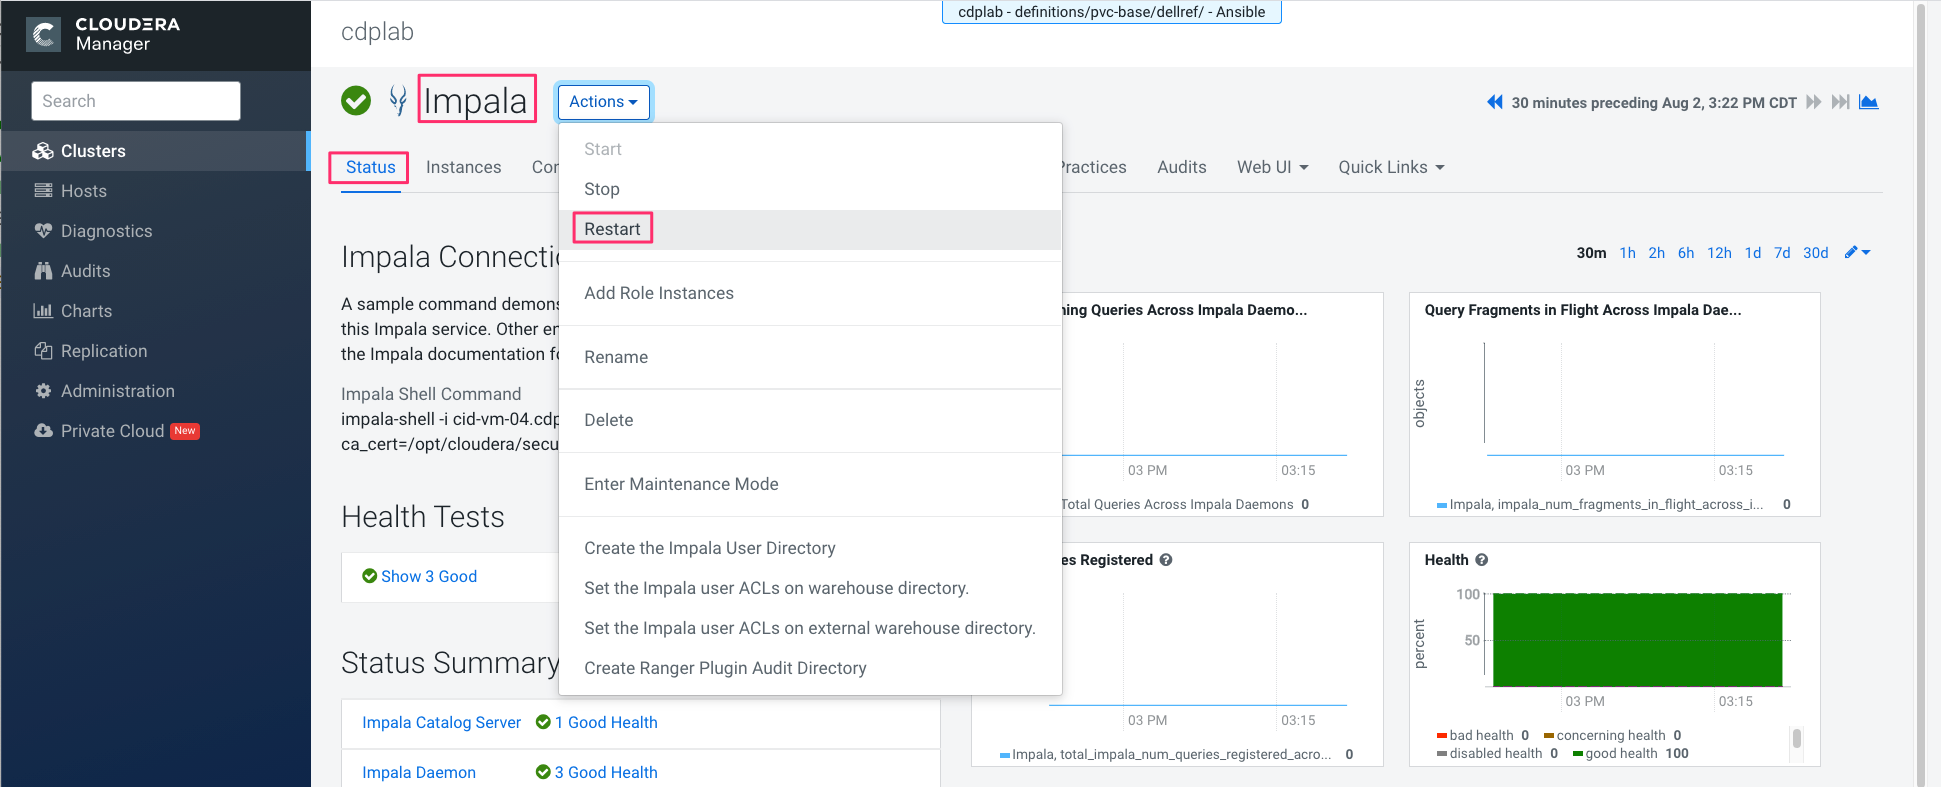 CLOUDERA
Manager
Search
Clusters
Hosts
Diagnostics
Audits
Charts
Replication
Administration
Private Cloud New
cdplab - definitions/pvc-base/dellref/ - Ansible
cdplab
Impala
Actions
30 minutes preceding Aug 2, 3:22 PM CDT
Status Instances Con Practices Audits Web UI Quick Links
Start
Stop
Restart
Add Role Instances
Rename
Delete
Enter Maintenance Mode
Create the Impala User Directory
Set the Impala user ACLs on warehouse directory.
Set the Impala user ACLs on external warehouse directory.
Create Ranger Plugin Audit Directory
Impala Connectio
A sample command demons
this Impala service. Other en
the Impala documentation fo
Impala Shell Command
impala-shell -i cid-vm-04.cdp
ca_cert=/opt/cloudera/secu
Health Tests
Show 3 Good
Status Summary
Impala Catalog Server 1 Good Health
Impala Daemon 3 Good Health
30m 1h 2h 6h 12h 1d 7d 30d
ning Queries Across Impala Daemo...
03 PM 03:15
Total Queries Across Impala Daemons 0
Query Fragments in Flight Across Impala Dae...
objects
03 PM 03:15
Impala, impala_num_fragments_in_flight_across_i... 0
es Registered
03 PM 03:15
Impala, total_impala_num_queries_registered_acro... 0
Health
percent
100
50
03 PM 03:15
bad health 0 concerning health 0
disabled health 0 good health 100